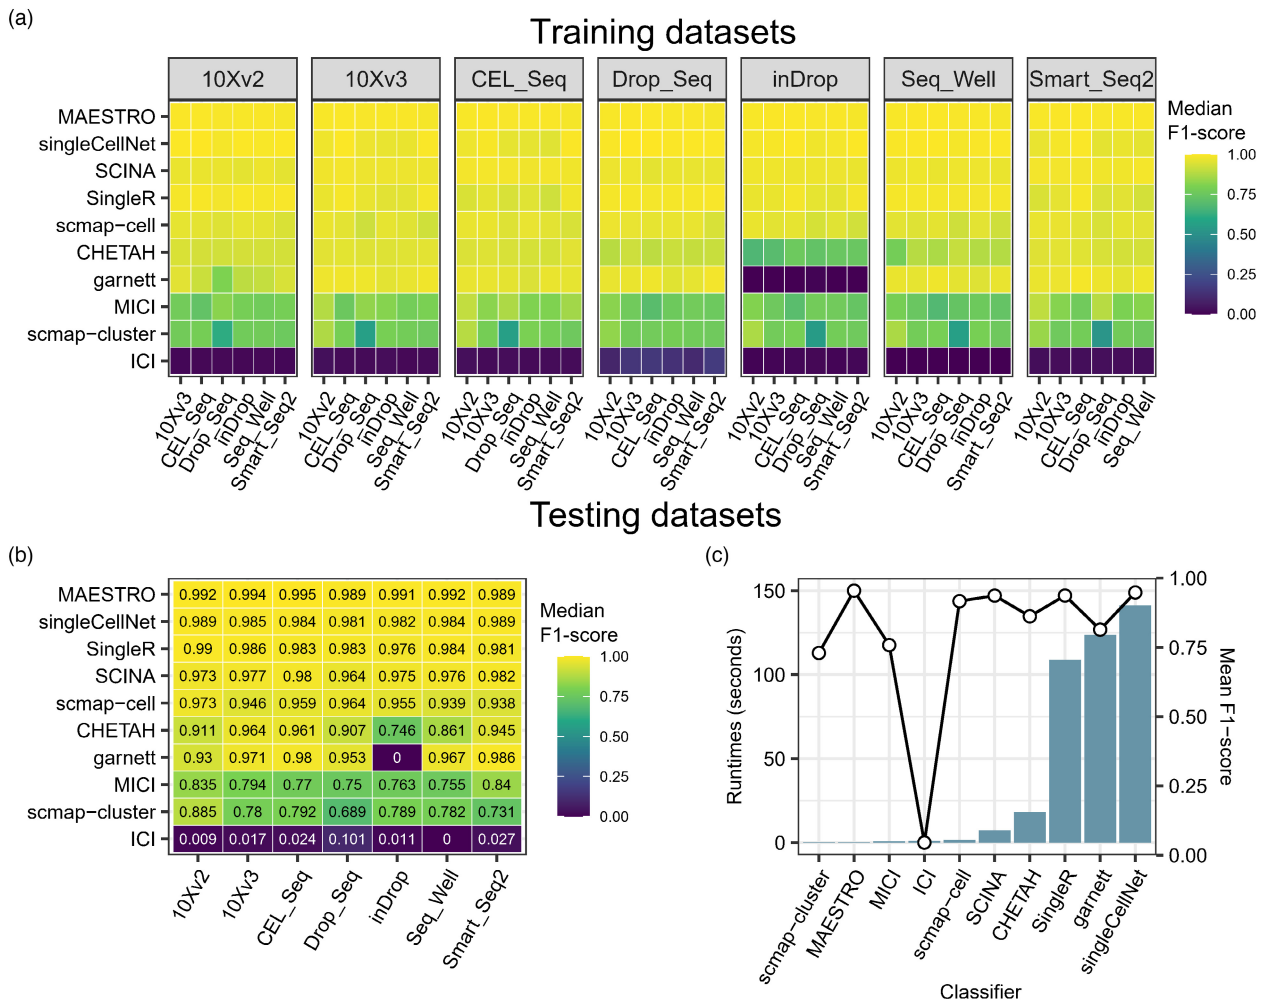 (a)
Training datasets
10Xv2 10Xv3 CEL_Seq Drop_Seq inDrop Seq_Well Smart_Seq2
MAESTRO
singleCellNet
SCINA
SingleR
scmap-cell
CHETAH
garnett
MICI
scmap-cluster
ICI
Median
F1-score
1.00
0.75
0.50
0.25
0.00
10Xv3 CEL_Seq Drop_Seq inDrop Seq_Well Smart_Seq2
10Xv2 CEL_Seq Drop_Seq inDrop Seq_Well Smart_Seq2
10Xv2 10Xv3 Drop_Seq inDrop Seq_Well Smart_Seq2
10Xv2 10Xv3 CEL_Seq inDrop Seq_Well Smart_Seq2
10Xv2 10Xv3 CEL_Seq Drop_Seq Seq_Well Smart_Seq2
10Xv2 10Xv3 CEL_Seq Drop_Seq inDrop Smart_Seq2
10Xv2 10Xv3 CEL_Seq Drop_Seq inDrop Seq_Well
Testing datasets
(b)
MAESTRO 0.992 0.994 0.995 0.989 0.991 0.992 0.989
singleCellNet 0.989 0.985 0.984 0.981 0.982 0.984 0.989
SingleR 0.99 0.986 0.983 0.983 0.976 0.984 0.981
SCINA 0.973 0.977 0.98 0.964 0.975 0.976 0.982
scmap-cell 0.973 0.946 0.959 0.964 0.955 0.939 0.938
CHETAH 0.911 0.964 0.961 0.907 0.746 0.861 0.945
garnett 0.93 0.971 0.98 0.953 0 0.967 0.986
MICI 0.835 0.794 0.77 0.75 0.763 0.755 0.84
scmap-cluster 0.885 0.78 0.792 0.689 0.789 0.782 0.731
ICI 0.009 0.017 0.024 0.101 0.011 0 0.027
10Xv2 10Xv3 CEL_Seq Drop_Seq inDrop Seq_Well Smart_Seq2
Median
F1-score
1.00
0.75
0.50
0.25
0.00
(c)
Runtimes (seconds)
150
100
50
0
1.00
0.75
0.50
0.25
0.00
Mean F1-score
scmap-cluster MAESTRO MICI ICI scmap-cell SCINA CHETAH SingleR garnett singleCellNet
Classifier